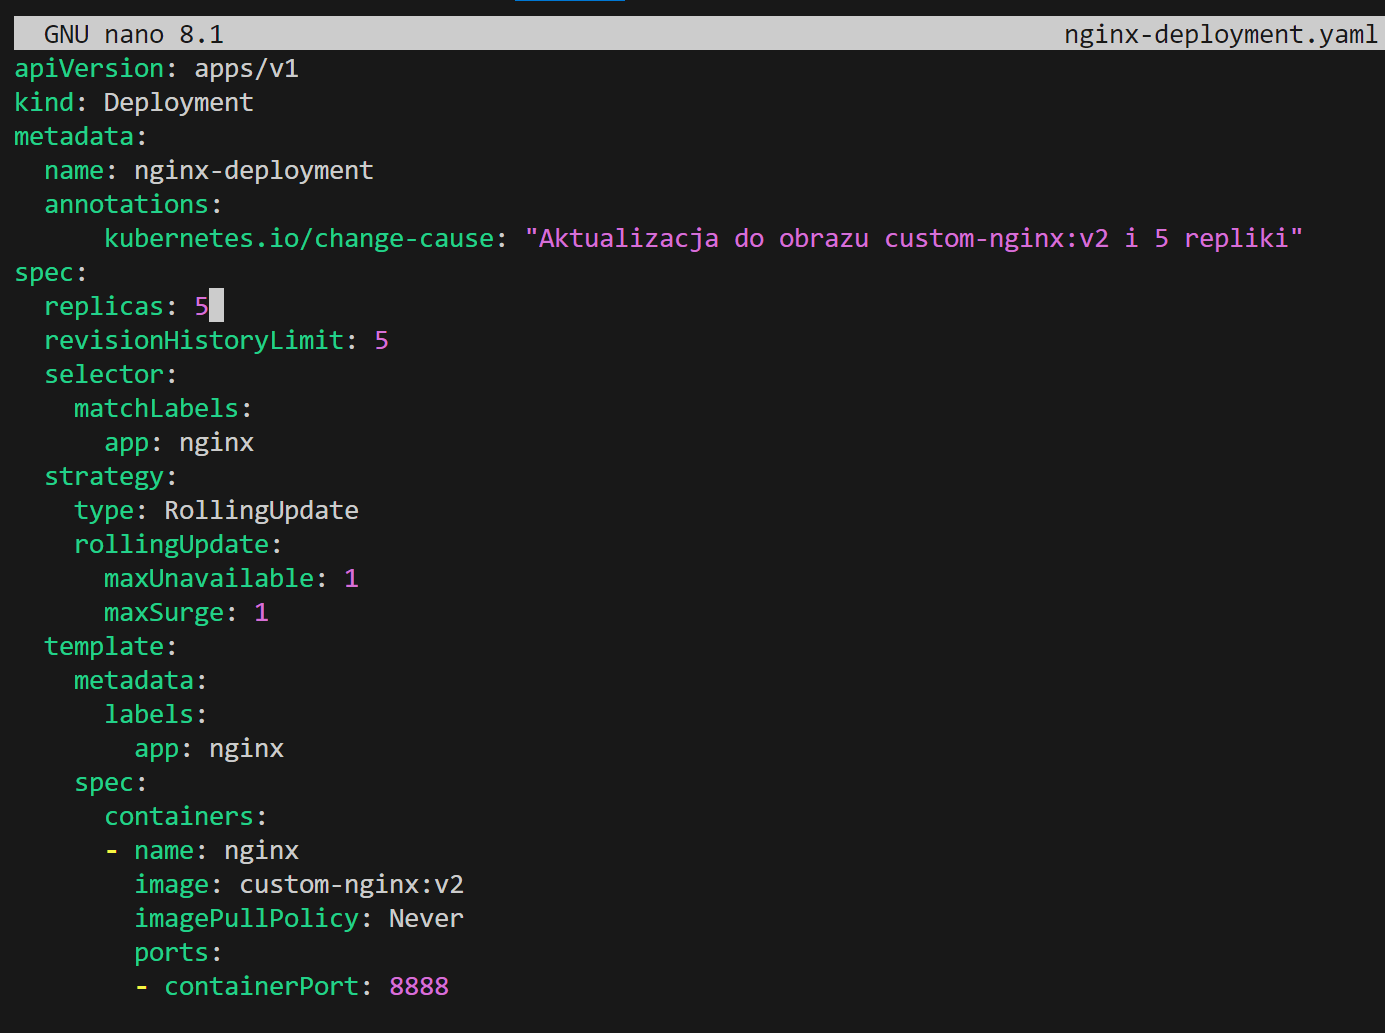 GNU nano 8.1 nginx-deployment.yaml
apiVersion: apps/v1
kind: Deployment
metadata:
  name: nginx-deployment
  annotations:
      kubernetes.io/change-cause: "Aktualizacja do obrazu custom-nginx:v2 i 5 repliki"
spec:
  replicas: 5
  revisionHistoryLimit: 5
  selector:
    matchLabels:
      app: nginx
  strategy:
    type: RollingUpdate
    rollingUpdate:
      maxUnavailable: 1
      maxSurge: 1
  template:
    metadata:
      labels:
        app: nginx
    spec:
      containers:
      - name: nginx
        image: custom-nginx:v2
        imagePullPolicy: Never
        ports:
        - containerPort: 8888